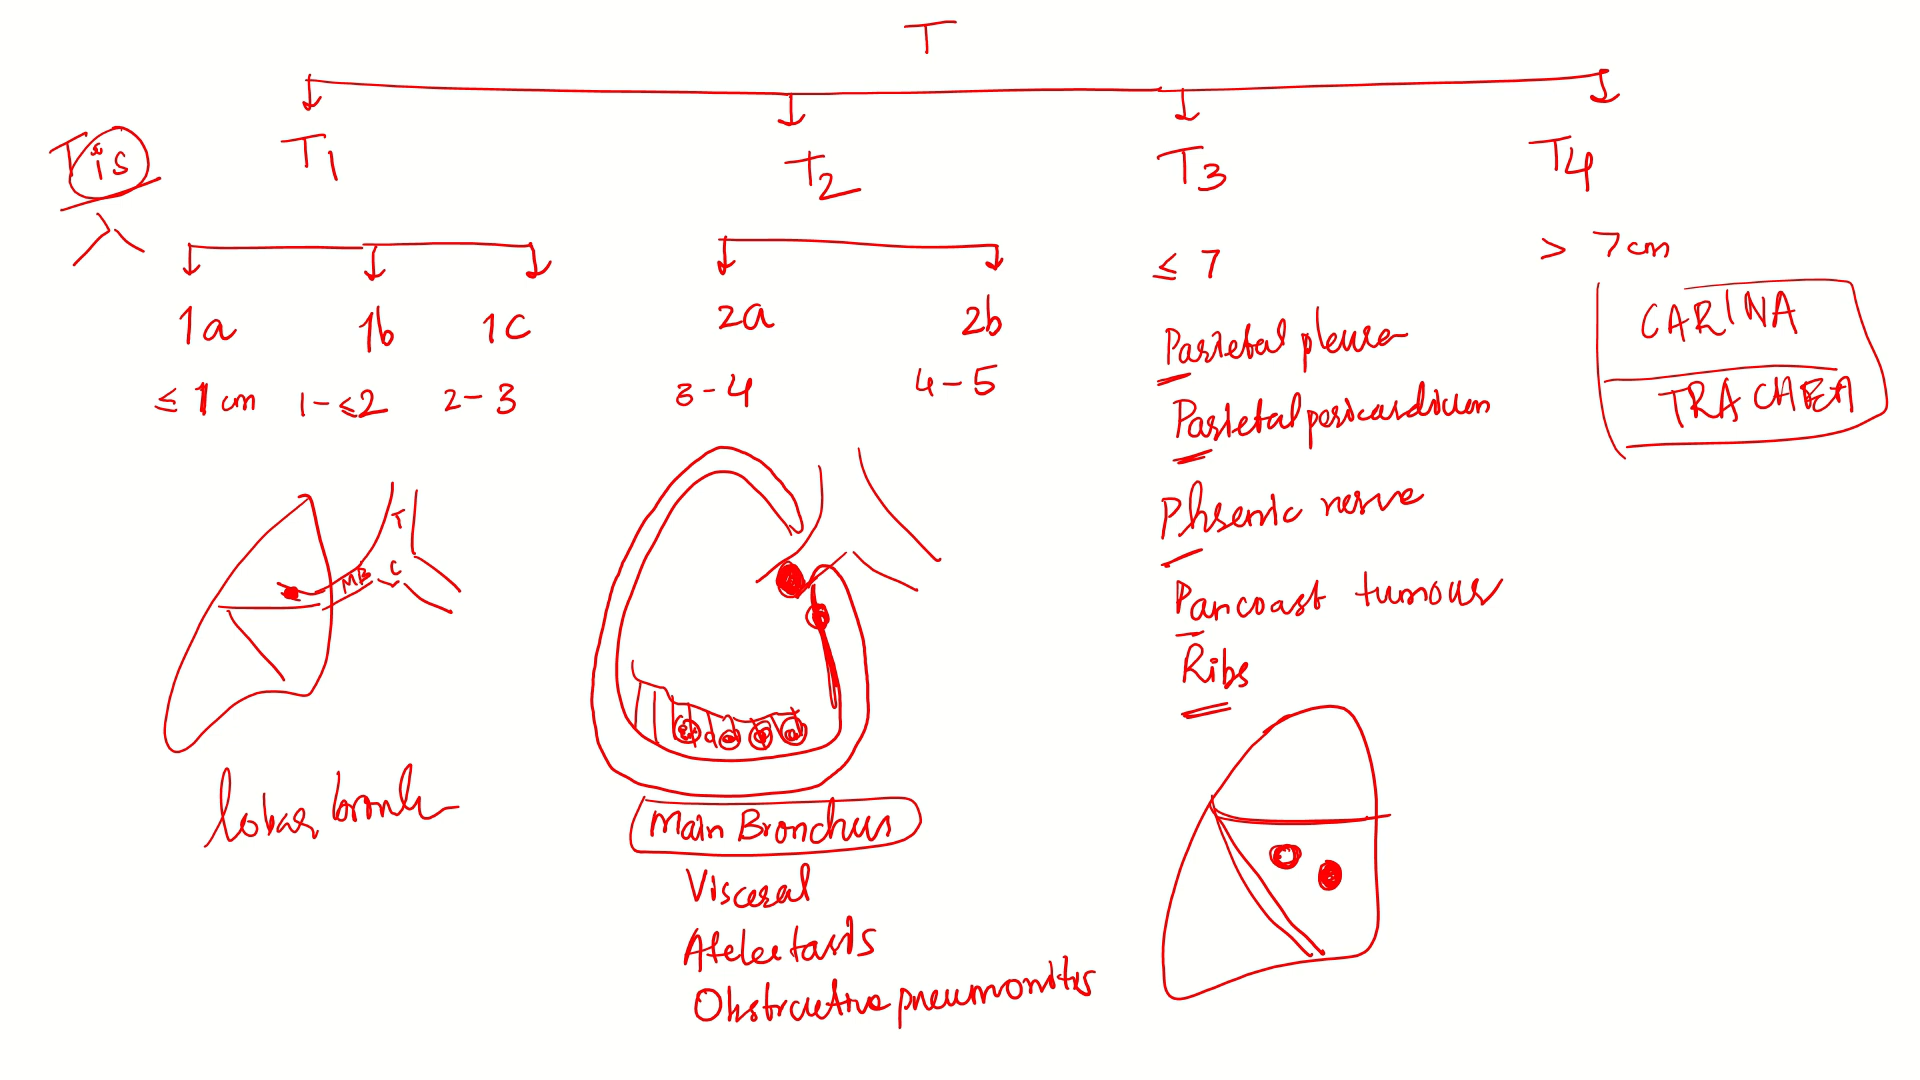 T
Tis
T1
T2
T3
T4
1a
1b
1c
2a
2b
≤ 1 cm
1-≤2
2-3
3-4
4-5
≤ 7
> 7cm
CARINA
TRACHEA
Parietal pleura
Parietal pericardium
Phrenic nerve
Pancoast tumour
Ribs
T
MB
C
lobar bronch
Main Bronchus
Visceral
Atelectasis
Obstructive pneumonitis